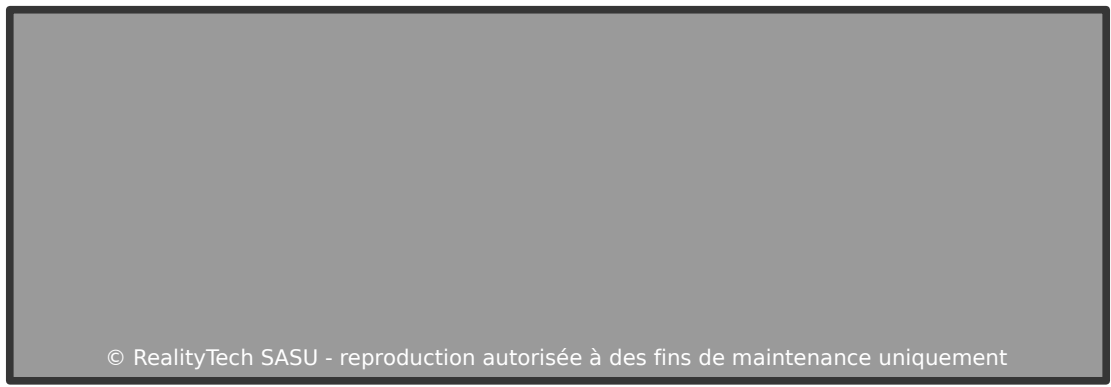 © RealityTech SASU - reproduction autorisée à des fins de maintenance uniquement